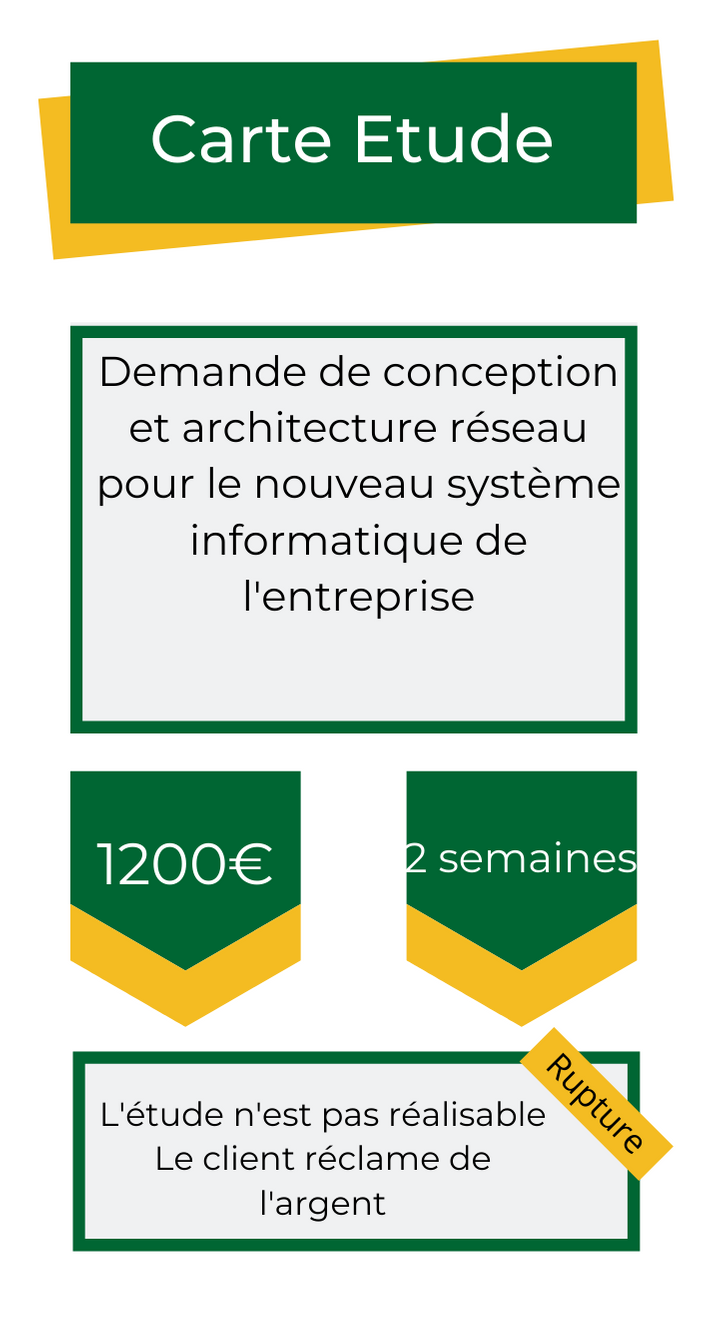 Carte Etude
Demande de conception
et architecture réseau
pour le nouveau système
informatique de
l'entreprise
1200€
2 semaines
Rupture
L'étude n'est pas réalisable
Le client réclame de
l'argent